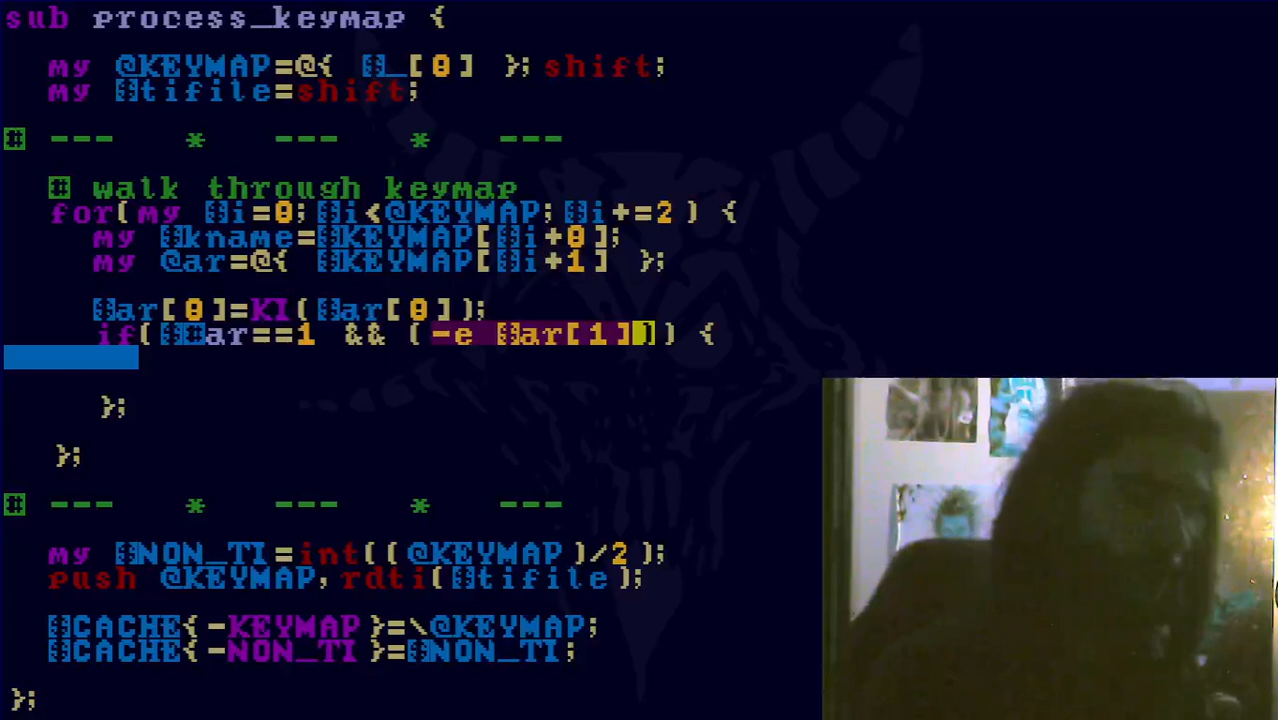 sub process_keymap {
my @KEYMAP=@{ $_[0] }; shift;
my $tifile=shift;
# --- * --- * ---
# walk through keymap
for(my $i=0;$i<@KEYMAP;$i+=2) {
my $kname=$KEYMAP[$i+0];
my @ar=@{ $KEYMAP[$i+1] };
$ar[0]=KI($ar[0]);
if($#ar==1 && (-e $ar[1])) {
};
};
# --- * --- * ---
my $NON_TI=int((@KEYMAP)/2);
push @KEYMAP,rdti($tifile);
$CACHE{-KEYMAP}=\@KEYMAP;
$CACHE{-NON_TI}=$NON_TI;
};